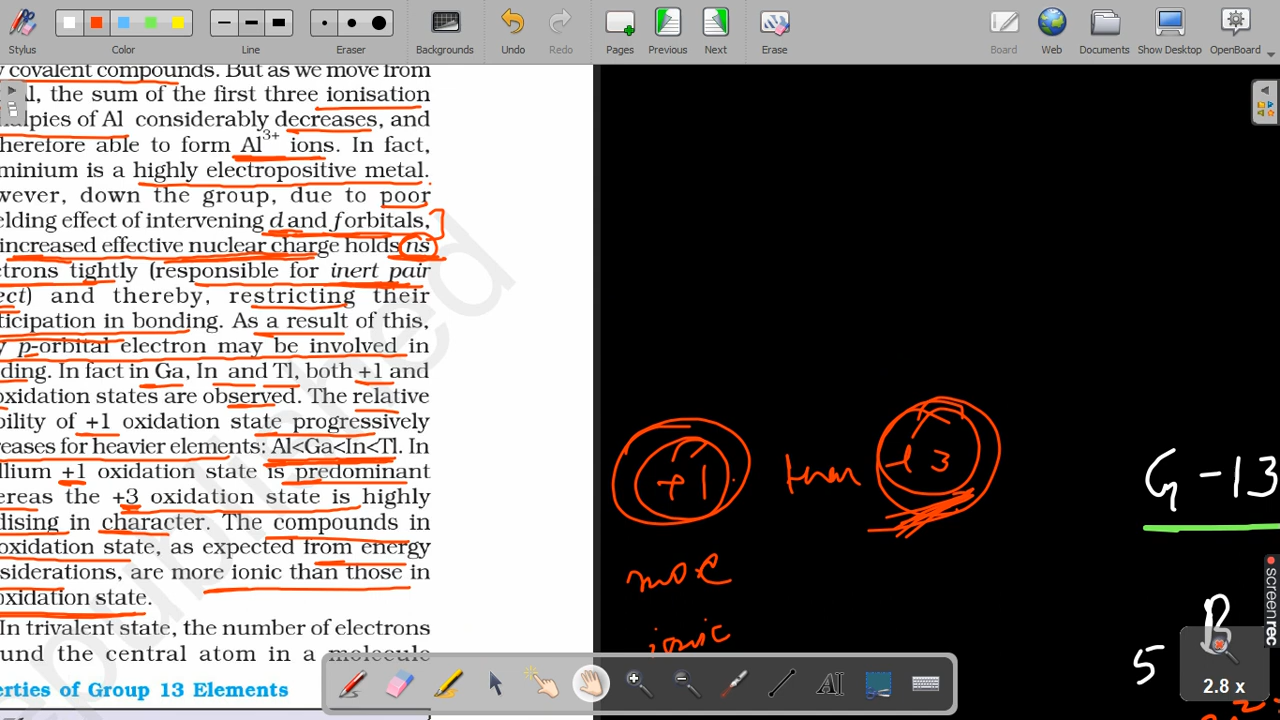 Stylus
Color
Line
Eraser
Backgrounds
Undo
Redo
Pages
Previous
Next
Erase
Board
Web
Documents
Show Desktop
OpenBoard
y covalent compounds. But as we move from
Al, the sum of the first three ionisation
alpies of Al considerably decreases, and
herefore able to form Al3+ ions. In fact,
minium is a highly electropositive metal.
wever, down the group, due to poor
elding effect of intervening d and f orbitals,
increased effective nuclear charge holds ns
ctrons tightly (responsible for inert pair
ect) and thereby, restricting their
ticipation in bonding. As a result of this,
y p-orbital electron may be involved in
ding. In fact in Ga, In and Tl, both +1 and
oxidation states are observed. The relative
bility of +1 oxidation state progressively
reases for heavier elements: Al<Ga<In<Tl. In
llium +1 oxidation state is predominant
ereas the +3 oxidation state is highly
dising in character. The compounds in
oxidation state, as expected from energy
siderations, are more ionic than those in
oxidation state.
In trivalent state, the number of electrons
und the central atom in a molecule
erties of Group 13 Elements
published
+1 than +3
more
ionic
G-13
B
5
screenrec
2.8 x